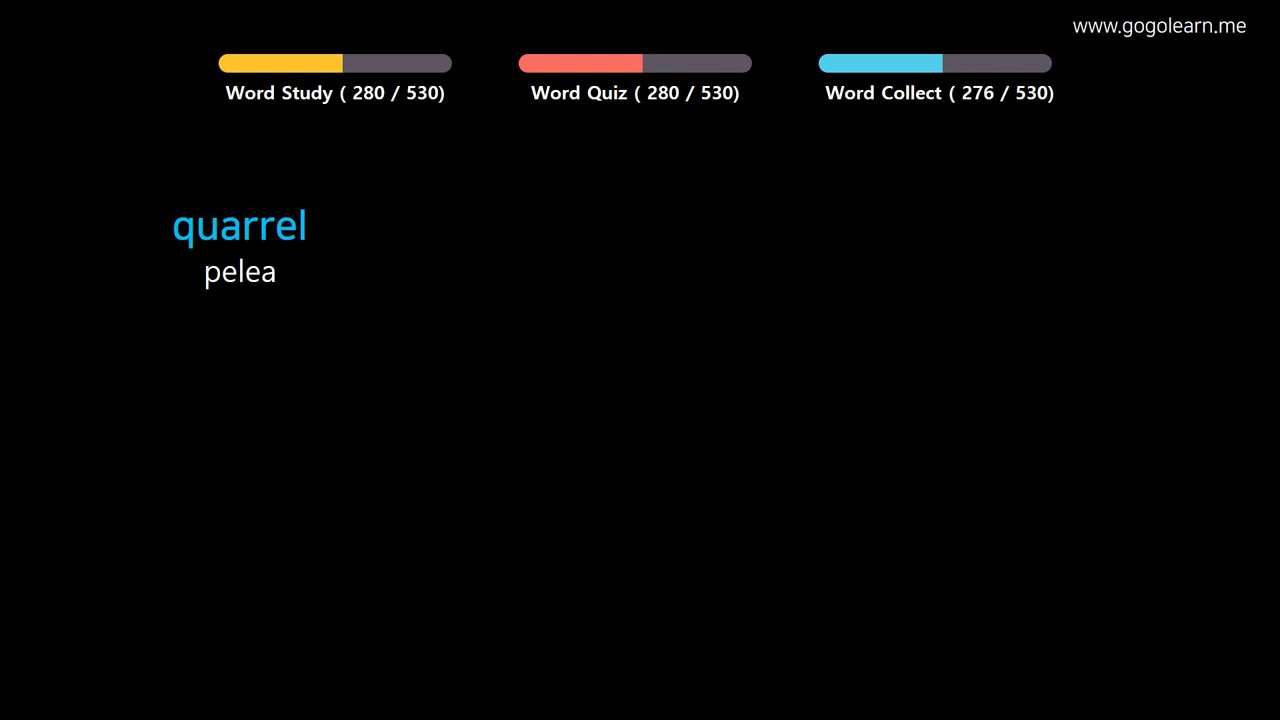 www.gogolearn.me
Word Study ( 280 / 530)
Word Quiz ( 280 / 530)
Word Collect ( 276 / 530)
quarrel
pelea